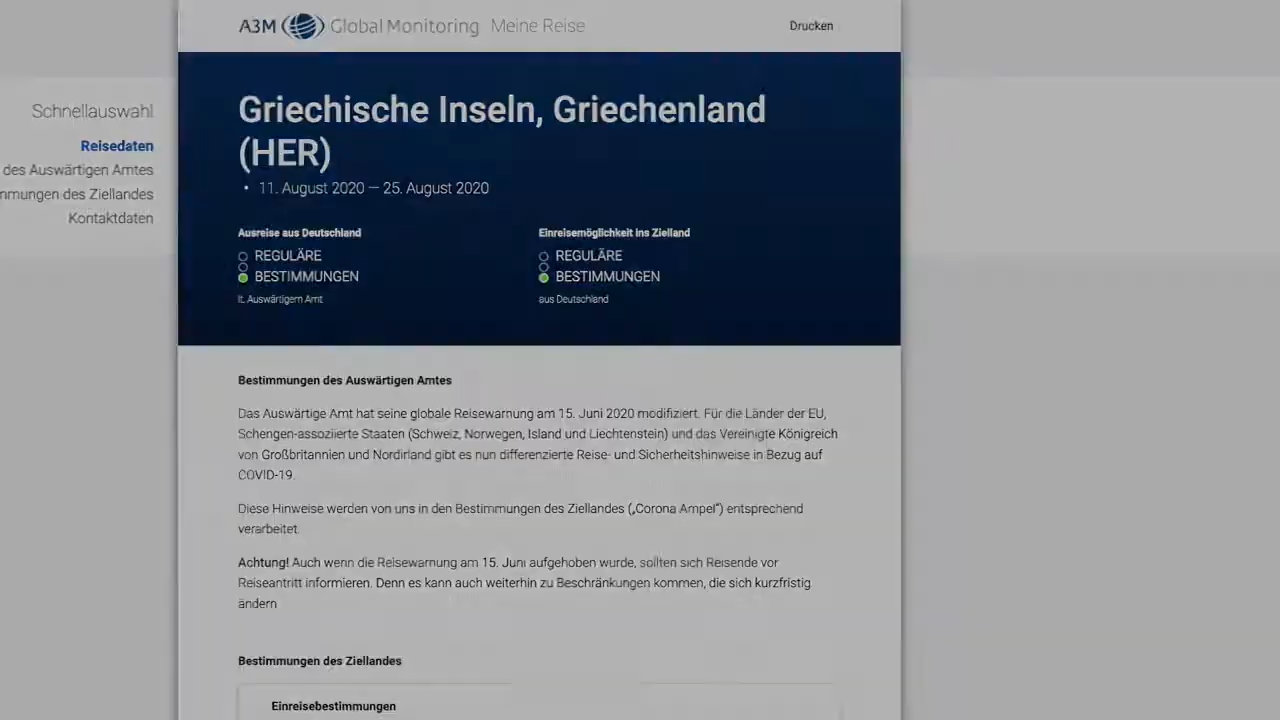 A3M Global Monitoring Meine Reise
Drucken
Schnellauswahl
Reisedaten
des Auswärtigen Amtes
mmungen des Ziellandes
Kontaktdaten
Griechische Inseln, Griechenland
(HER)
• 11. August 2020 — 25. August 2020
Ausreise aus Deutschland
REGULÄRE
BESTIMMUNGEN
lt. Auswärtigem Amt
Einreisemöglichkeit ins Zielland
REGULÄRE
BESTIMMUNGEN
aus Deutschland
Bestimmungen des Auswärtigen Amtes
Das Auswärtige Amt hat seine globale Reisewarnung am 15. Juni 2020 modifiziert. Für die Länder der EU,
Schengen-assoziierte Staaten (Schweiz, Norwegen, Island und Liechtenstein) und das Vereinigte Königreich
von Großbritannien und Nordirland gibt es nun differenzierte Reise- und Sicherheitshinweise in Bezug auf
COVID-19.
Diese Hinweise werden von uns in den Bestimmungen des Ziellandes („Corona Ampel") entsprechend
verarbeitet.
Achtung! Auch wenn die Reisewarnung am 15. Juni aufgehoben wurde, sollten sich Reisende vor
Reiseantritt informieren. Denn es kann auch weiterhin zu Beschränkungen kommen, die sich kurzfristig
ändern
Bestimmungen des Ziellandes
Einreisebestimmungen